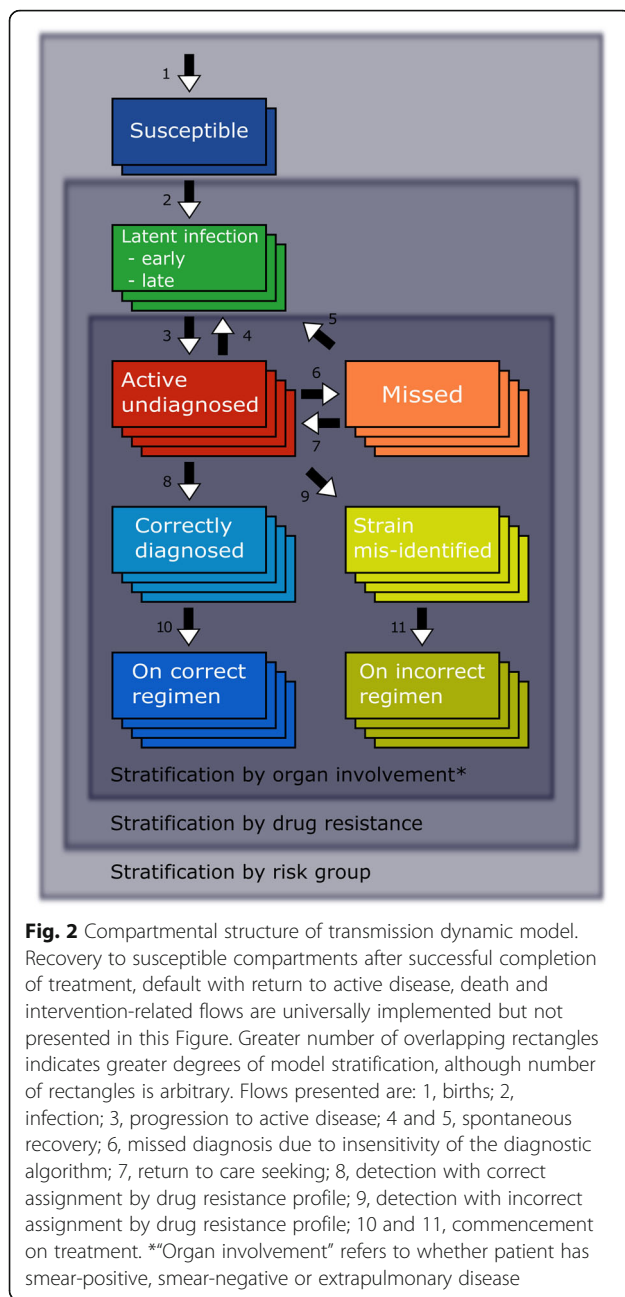 1
Susceptible
2
Latent infection
- early
- late
3
4
5
Active
undiagnosed
6
7
Missed
8
9
Correctly
diagnosed
Strain
mis-identified
10
11
On correct
regimen
On incorrect
regimen
Stratification by organ involvement*
Stratification by drug resistance
Stratification by risk group
Fig. 2 Compartmental structure of transmission dynamic model.
Recovery to susceptible compartments after successful completion
of treatment, default with return to active disease, death and
intervention-related flows are universally implemented but not
presented in this Figure. Greater number of overlapping rectangles
indicates greater degrees of model stratification, although number
of rectangles is arbitrary. Flows presented are: 1, births; 2,
infection; 3, progression to active disease; 4 and 5, spontaneous
recovery; 6, missed diagnosis due to insensitivity of the diagnostic
algorithm; 7, return to care seeking; 8, detection with correct
assignment by drug resistance profile; 9, detection with incorrect
assignment by drug resistance profile; 10 and 11, commencement
on treatment. *“Organ involvement” refers to whether patient has
smear-positive, smear-negative or extrapulmonary disease